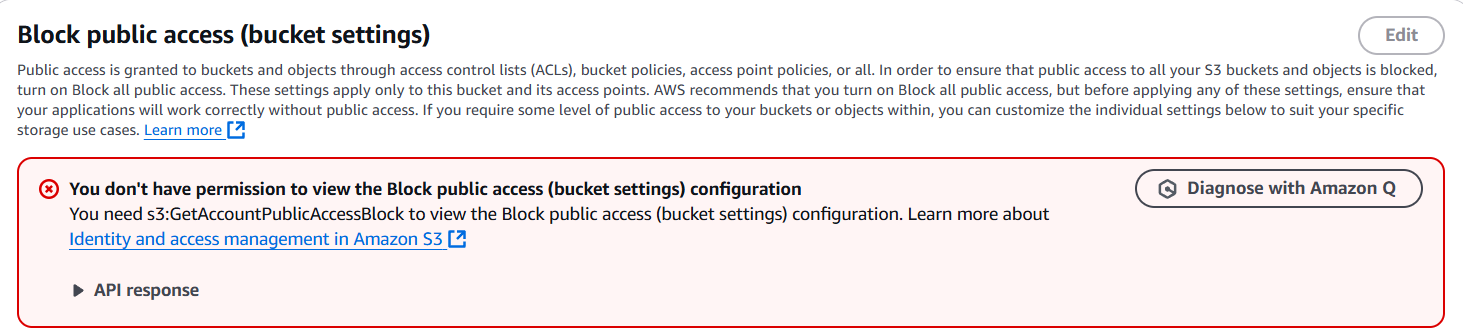 Block public access (bucket settings)
Edit
Public access is granted to buckets and objects through access control lists (ACLs), bucket policies, access point policies, or all. In order to ensure that public access to all your S3 buckets and objects is blocked,
turn on Block all public access. These settings apply only to this bucket and its access points. AWS recommends that you turn on Block all public access, but before applying any of these settings, ensure that
your applications will work correctly without public access. If you require some level of public access to your buckets or objects within, you can customize the individual settings below to suit your specific
storage use cases. Learn more
You don't have permission to view the Block public access (bucket settings) configuration
Diagnose with Amazon Q
You need s3:GetAccountPublicAccessBlock to view the Block public access (bucket settings) configuration. Learn more about
Identity and access management in Amazon S3
API response